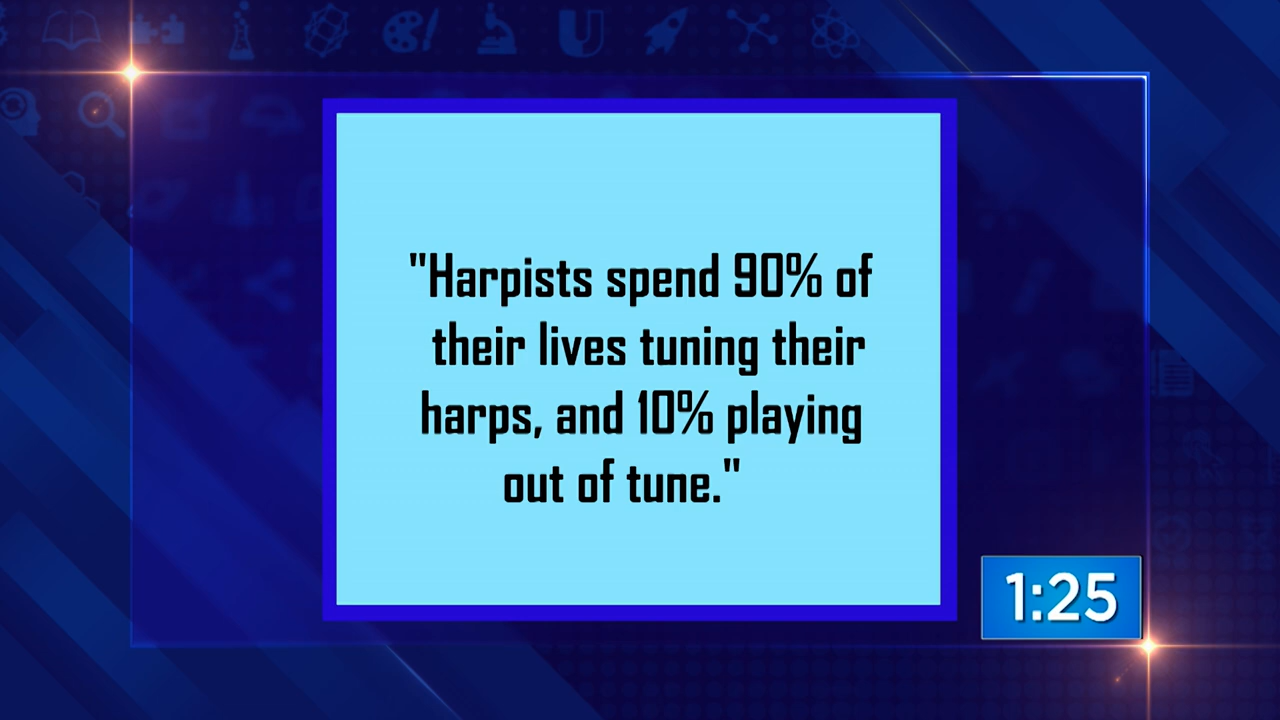 "Harpists spend 90% of
their lives tuning their
harps, and 10% playing
out of tune."
1:25